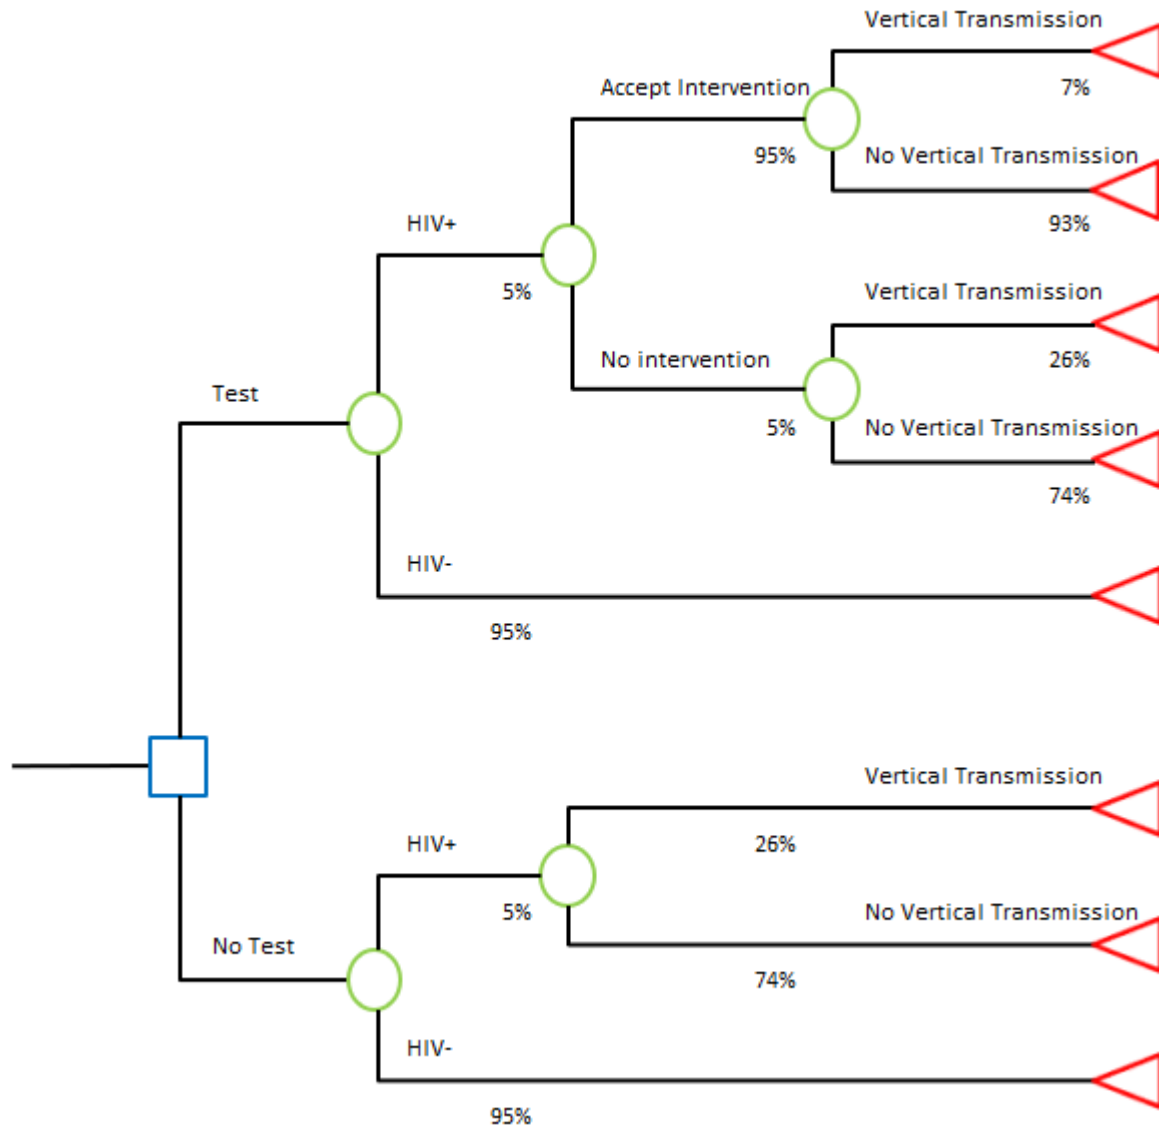 Vertical Transmission
7%
Accept Intervention
95%
No Vertical Transmission
93%
HIV+
5%
Vertical Transmission
26%
No intervention
5%
No Vertical Transmission
74%
Test
HIV-
95%
Vertical Transmission
26%
HIV+
5%
No Vertical Transmission
74%
No Test
HIV-
95%